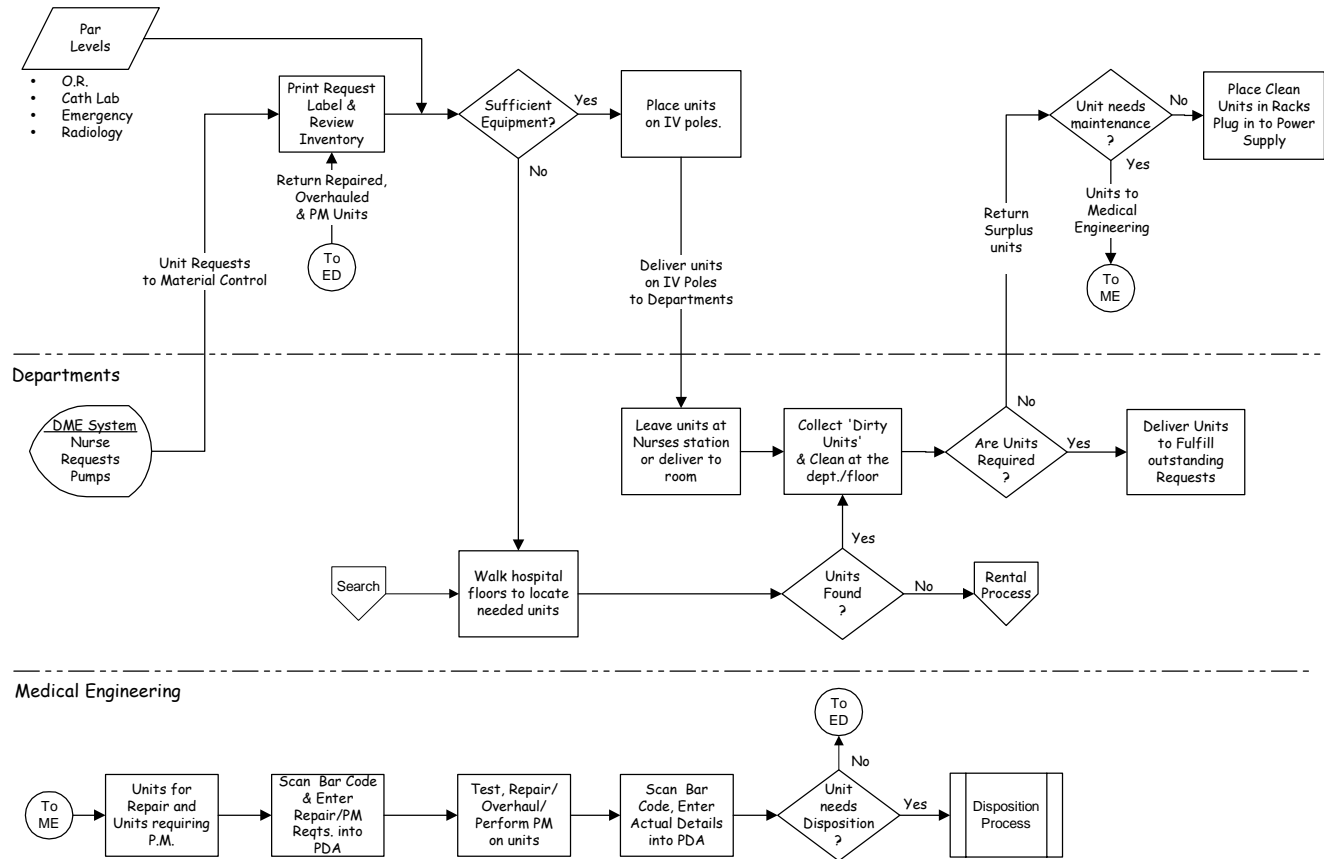 Par
Levels
• O.R.
• Cath Lab
• Emergency
• Radiology
Print Request
Label &
Review
Inventory
Sufficient
Equipment?
Yes
No
Place units
on IV poles.
Unit needs
maintenance
?
No
Yes
Place Clean
Units in Racks
Plug in to Power
Supply
Return Repaired,
Overhauled
& PM Units
To
ED
Unit Requests
to Material Control
Deliver units
on IV Poles
to Departments
Return
Surplus
units
Units to
Medical
Engineering
To
ME
Departments
DME System
Nurse
Requests
Pumps
Leave units at
Nurses station
or deliver to
room
Collect 'Dirty
Units'
& Clean at the
dept./floor
Are Units
Required
?
No
Yes
Deliver Units
to Fulfill
outstanding
Requests
Search
Walk hospital
floors to locate
needed units
Units
Found
?
Yes
No
Rental
Process
Medical Engineering
To
ME
Units for
Repair and
Units requiring
P.M.
Scan Bar Code
& Enter
Repair/PM
Reqts. into
PDA
Test, Repair/
Overhaul/
Perform PM
on units
Scan Bar
Code, Enter
Actual Details
into PDA
Unit
needs
Disposition
?
No
To
ED
Yes
Disposition
Process